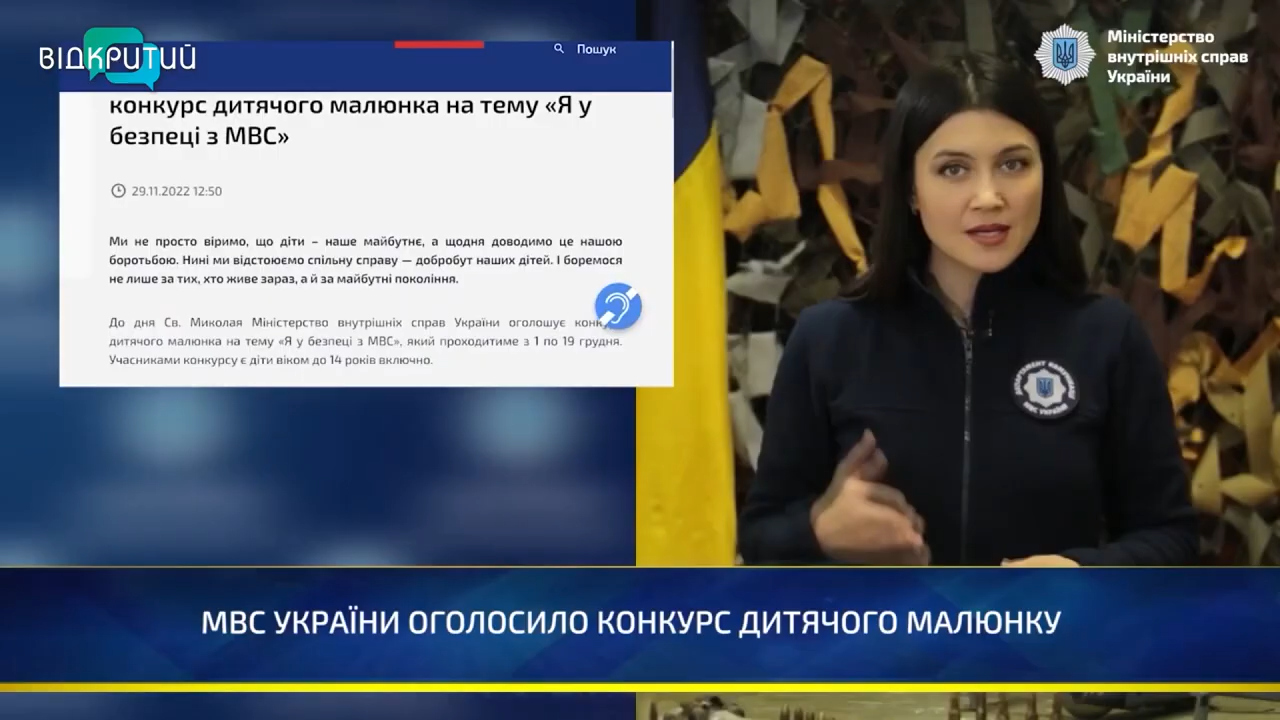 ВІДКРИТИЙ
Пошук
конкурс дитячого малюнка на тему «Я у
безпеці з МВС»
29.11.2022 12:50
Ми не просто віримо, що діти – наше майбутнє, а щодня доводимо це нашою
боротьбою. Нині ми відстоюємо спільну справу — добробут наших дітей. І боремося
не лише за тих, хто живе зараз, а й за майбутні покоління.
До дня Св. Миколая Міністерство внутрішніх справ України оголошує
дитячого малюнка на тему «Я у безпеці з МВС», який проходитиме з 1 по 19 грудня.
Учасниками конкурсу є діти віком до 14 років включно.
Міністерство
внутрішніх справ
України
МВС УКРАЇНИ
МВС УКРАЇНИ ОГОЛОСИЛО КОНКУРС ДИТЯЧОГО МАЛЮНКУ